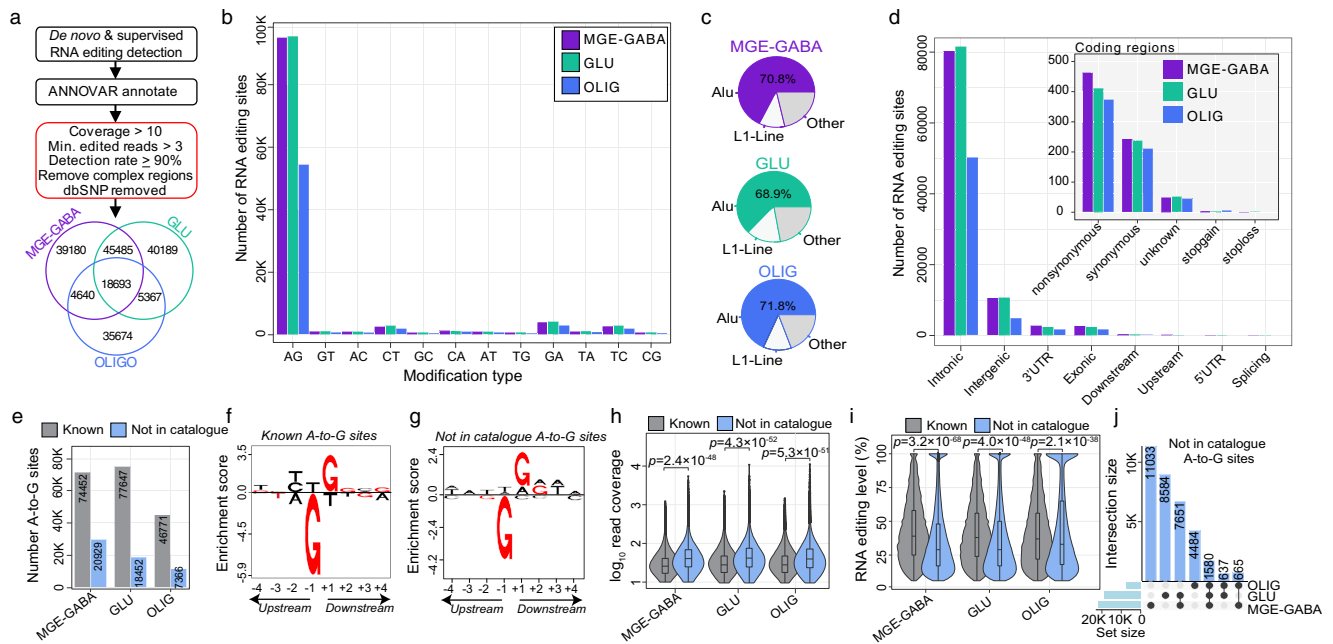 a
De novo & supervised
RNA editing detection
ANNOVAR annotate
Coverage > 10
Min. edited reads > 3
Detection rate ≥ 90%
Remove complex regions
dbSNP removed
MGE-GABA
GLU
39180
45485
40189
18693
4640
5367
35674
OLIGO
b
Number of RNA editing sites
100K
80K
60K
40K
20K
0
MGE-GABA
GLU
OLIG
AG GT AC CT GC CA AT TG GA TA TC CG
Modification type
c
MGE-GABA
70.8%
Alu
L1-Line
Other
GLU
68.9%
Alu
L1-Line
Other
OLIG
71.8%
Alu
L1-Line
Other
d
Number of RNA editing sites
80000
60000
40000
20000
0
Intronic
Intergenic
3'UTR
Exonic
Downstream
Upstream
5'UTR
Splicing
Coding regions
MGE-GABA
GLU
OLIG
500
400
300
200
100
0
nonsynonymous
synonymous
unknown
stopgain
stoploss
e
Known
Not in catalogue
Number A-to-G sites
80K
60K
40K
20K
0
74452
20929
77647
18452
46771
7366
MGE-GABA
GLU
OLIG
f
Known A-to-G sites
Enrichment score
3.5
0.0
-5.9
-4 -3 -2 -1 +1 +2 +3 +4
Upstream
Downstream
g
Not in catalogue A-to-G sites
Enrichment score
2.4
0.0
-2.4
-4.2
-4 -3 -2 -1 +1 +2 +3 +4
Upstream
Downstream
h
Known
Not in catalogue
log10 read coverage
4
3
2
1
p=2.4×10-48
p=4.3×10-52
p=5.3×10-51
MGE-GABA
GLU
OLIG
i
Known
Not in catalogue
RNA editing level (%)
100
75
50
25
0
p=3.2×10-68
p=4.0×10-48
p=2.1×10-38
MGE-GABA
GLU
OLIG
j
Not in catalogue
A-to-G sites
Intersection size
10K
5K
11033
8584
7651
4484
1580
637
665
OLIG
GLU
MGE-GABA
20K 10K 0
Set size